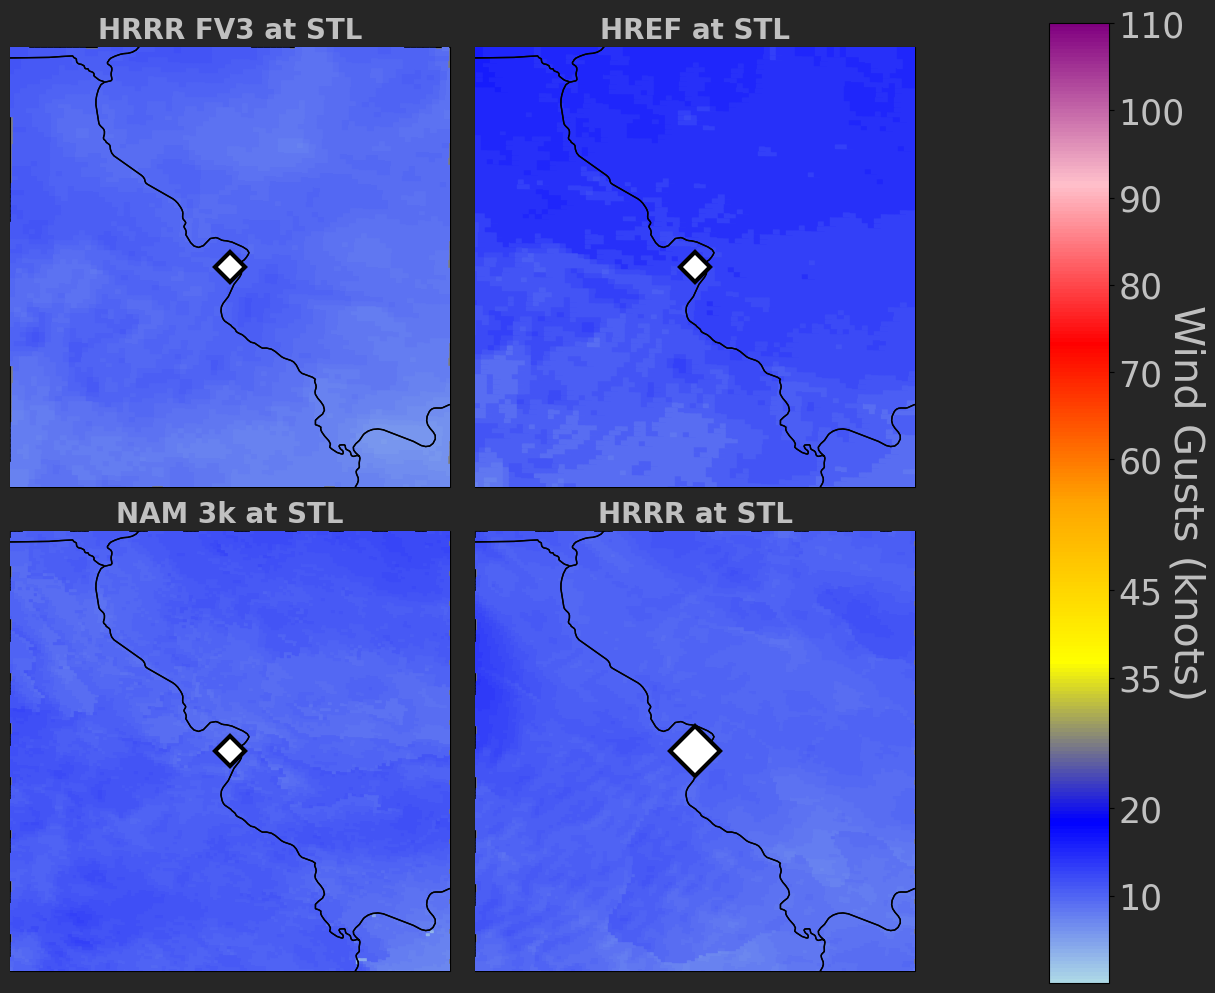 HRRR FV3 at STL
HREF at STL
NAM 3k at STL
HRRR at STL
110
100
90
80
70
60
45
35
20
10
Wind Gusts (knots)